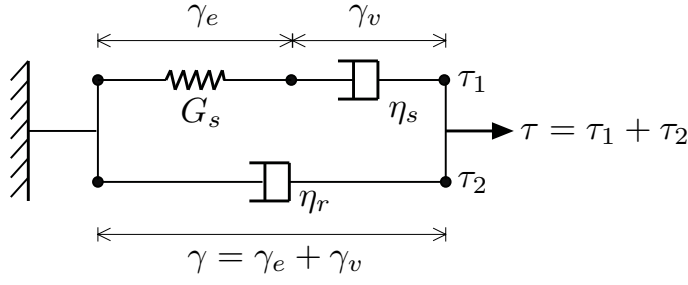 γₑ γᵥ
Gₛ ηₛ τ₁
τ = τ₁ + τ₂
ηᵣ τ₂
γ = γₑ + γᵥ